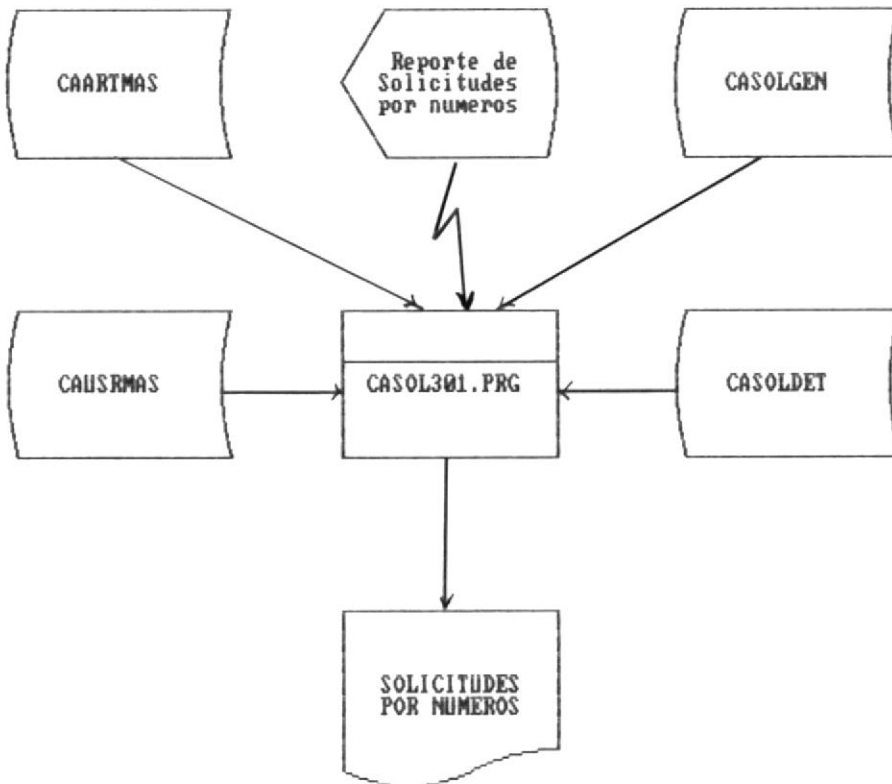 CAARTMAS
Reporte de
Solicitudes
por numeros
CASOLGEN
CAUSRMAS
CASOL301.PRG
CASOLDET
SOLICITUDES
POR NUMEROS